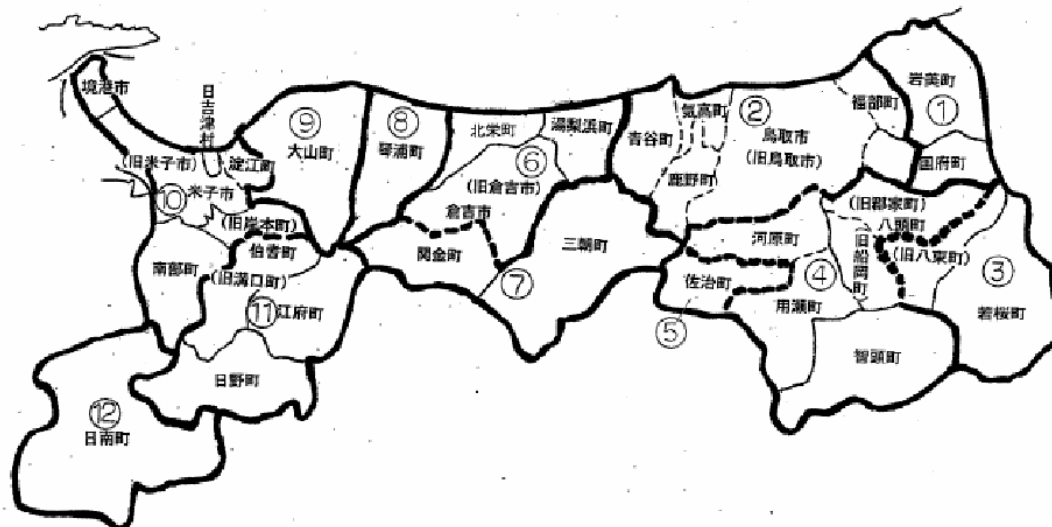 境港市
日吉津村
(旧米子市)
淀江町
⑩
米子市
(旧岸本町)
伯耆町
南部町
(旧溝口町)
⑪
江府町
日野町
⑫
日南町
⑨
大山町
⑧
琴浦町
北栄町
湯梨浜町
⑥
(旧倉吉市)
倉吉市
関金町
⑦
三朝町
青谷町
気高町
鹿野町
②
鳥取市
(旧鳥取市)
福部町
岩美町
①
国府町
河原町
佐治町
⑤
④
用瀬町
(旧郡家町)
八頭町
旧船岡町
(旧八東町)
③
若桜町
智頭町